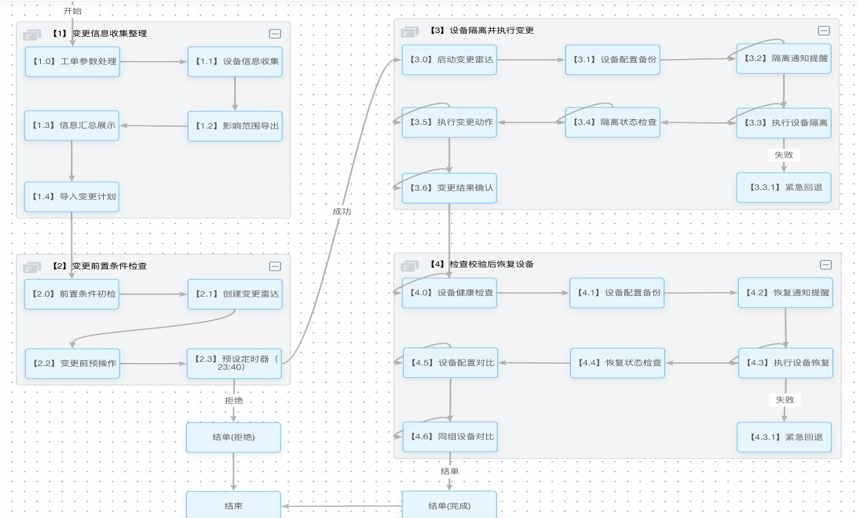 开始
【1】变更信息收集整理
【1.0】工单参数处理
【1.1】设备信息收集
【1.3】信息汇总展示
【1.2】影响范围导出
【1.4】导入变更计划
【2】变更前置条件检查
【2.0】前置条件初检
【2.1】创建变更雷达
【2.2】变更前预操作
【2.3】预设定时器（
23:40）
拒绝
结单(拒绝)
结束
成功
【3】设备隔离并执行变更
【3.0】启动变更雷达
【3.1】设备配置备份
【3.2】隔离通知提醒
【3.5】执行变更动作
【3.4】隔离状态检查
【3.3】执行设备隔离
失败
【3.6】变更结果确认
【3.3.1】紧急回退
【4】检查校验后恢复设备
【4.0】设备健康检查
【4.1】设备配置备份
【4.2】恢复通知提醒
【4.5】设备配置对比
【4.4】恢复状态检查
【4.3】执行设备恢复
失败
【4.6】同组设备对比
【4.3.1】紧急回退
结单
结单(完成)